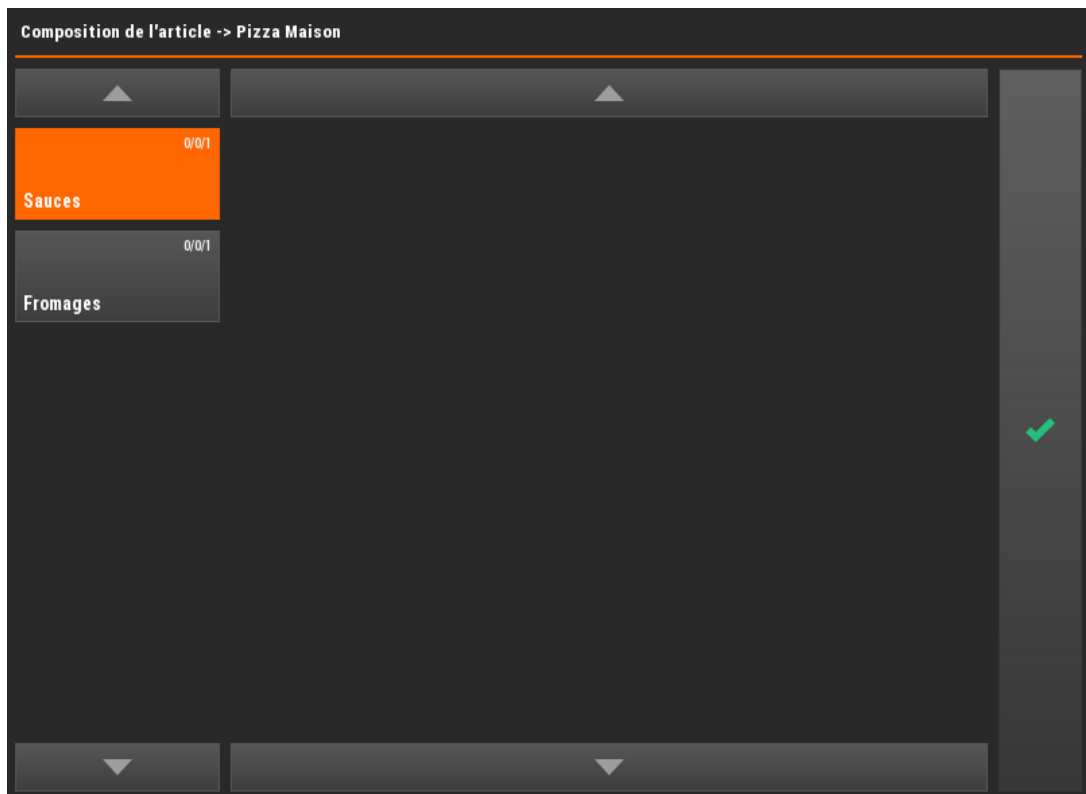 Composition de l'article -> Pizza Maison
0/0/1
Sauces
0/0/1
Fromages